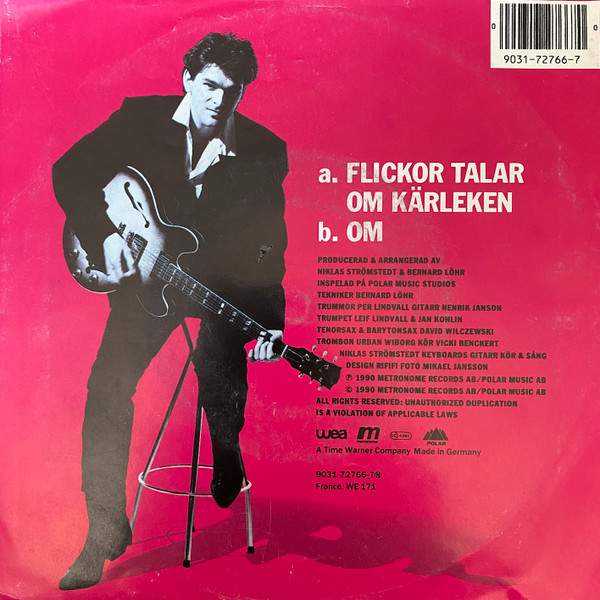 0 0
9031-72766-7
a. FLICKOR TALAR
OM KÄRLEKEN
b. OM
PRODUCERAD & ARRANGERAD AV
NIKLAS STRÖMSTEDT & BERNARD LÖHR
INSPELAD PÅ POLAR MUSIC STUDIOS
TEKNIKER BERNARD LÖHR
TRUMMOR PER LINDVALL GITARR HENRIK JANSON
TRUMPET LEIF LINDVALL & JAN KOHLIN
TENORSAX & BARYTONSAX DAVID WILCZEWSKI
TROMBON URBAN WIBORG KÖR VICKI BENCKERT
NIKLAS STRÖMSTEDT KEYBOARDS GITARR KÖR & SÅNG
DESIGN RIFIFI FOTO MIKAEL JANSSON
℗ 1990 METRONOME RECORDS AB/POLAR MUSIC AB
© 1990 METRONOME RECORDS AB/POLAR MUSIC AB
ALL RIGHTS RESERVED: UNAUTHORIZED DUPLICATION
IS A VIOLATION OF APPLICABLE LAWS
wea m metronome POLAR
A Time Warner Company Made in Germany
9031-72766-7
France: WE 171